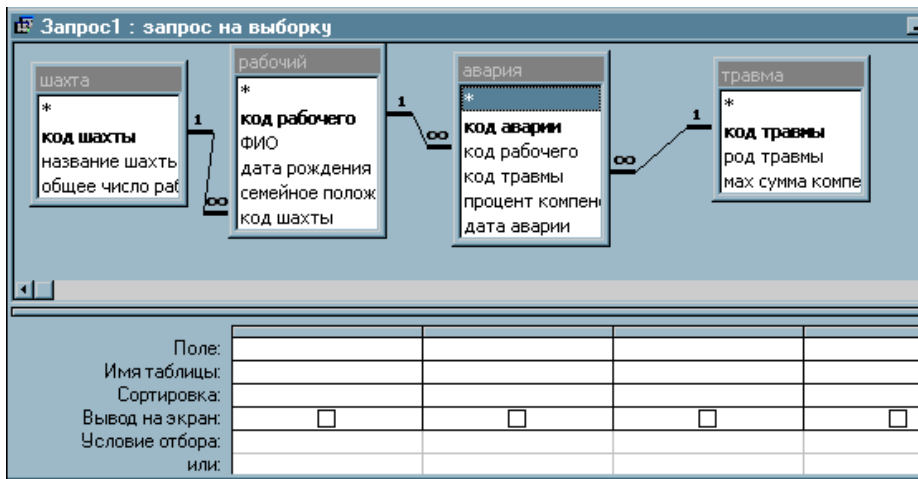 Запрос1 : запрос на выборку
шахта
*
код шахты
название шахть
общее число раб
1
∞
рабочий
*
код рабочего
ФИО
дата рождения
семейное полож
код шахты
1
∞
авария
*
код аварии
код рабочего
код травмы
процент компен
дата аварии
∞
1
травма
*
код травмы
род травмы
мах сумма компе
Поле:
Имя таблицы:
Сортировка:
Вывод на экран:
Условие отбора:
или: